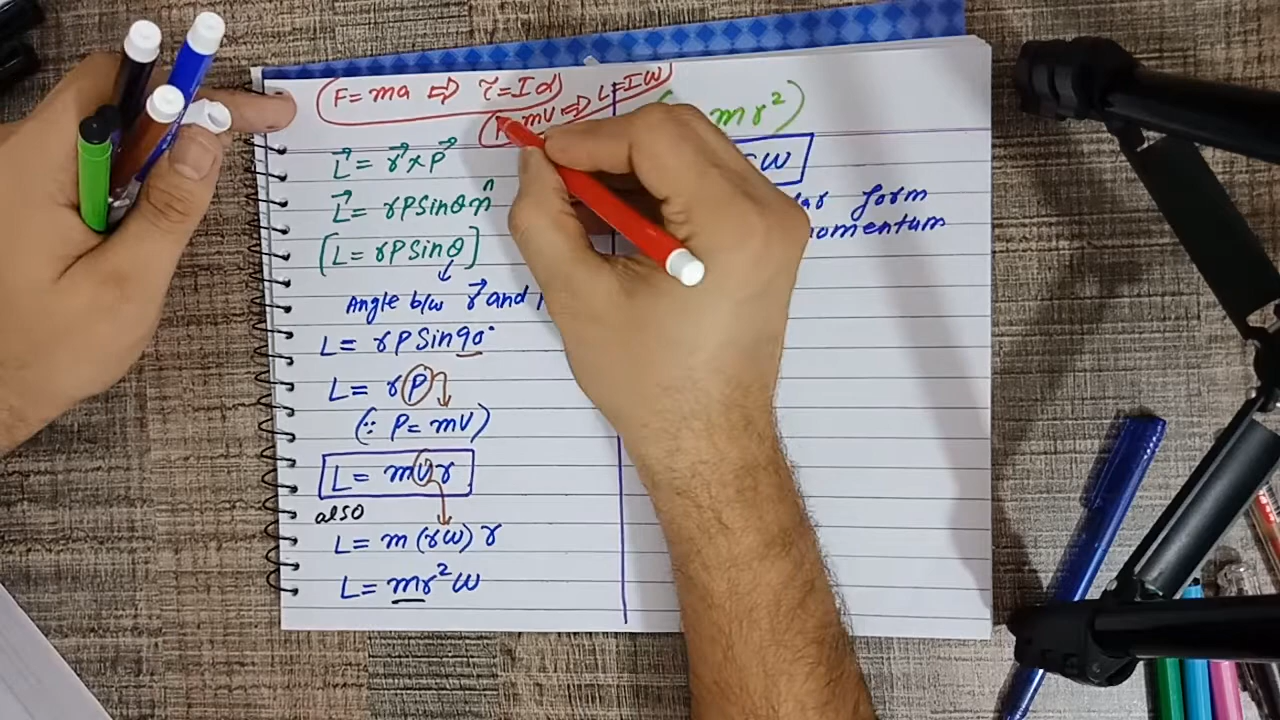 F = ma ⇨ τ = Iα
P = mv ⇨ L = Iω
L⃗ = r⃗ × P⃗
L⃗ = rPSinθ n̂
[L = rPSinθ]
Angle b/w r⃗ and
L = rPSin90°
L = rP
(∵ P = mV)
L = mVr
also
L = m(rω)r
L = mr²ω
mr²)
ω
form
momentum